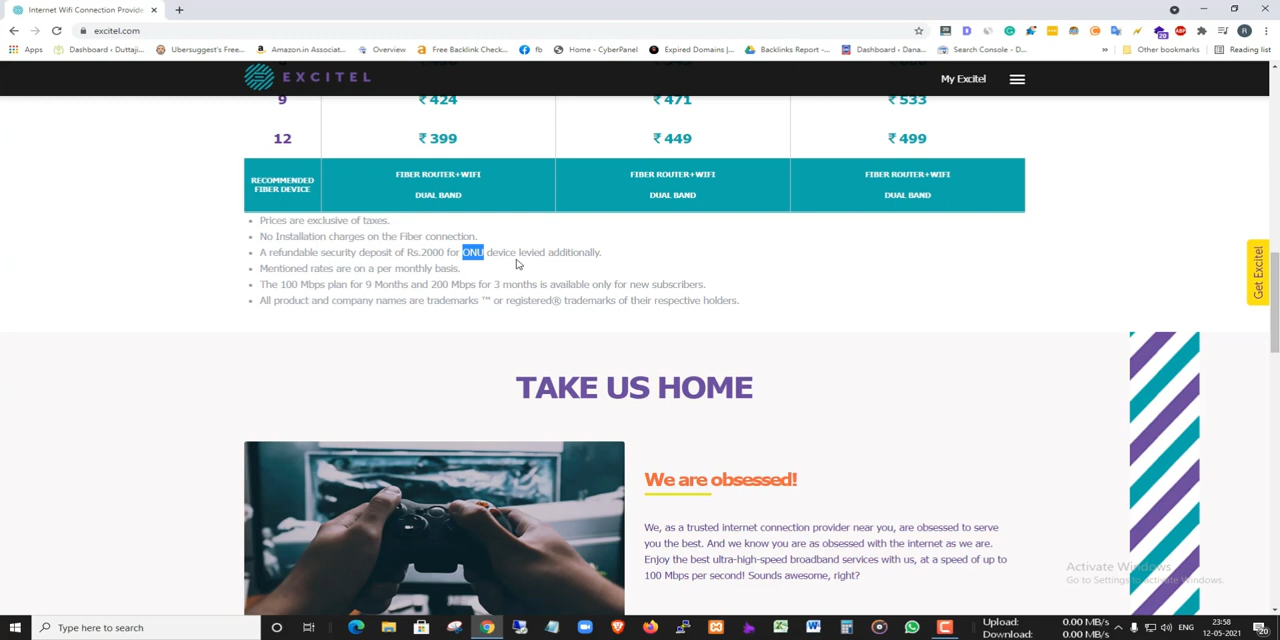 Internet Wifi Connection Provide
excitel.com
Apps
Dashboard ‹ Duttaji...
Ubersuggest's Free...
Amazon.in Associat...
Overview
Free Backlink Check...
fb
Home - CyberPanel
Expired Domains |...
Backlinks Report -...
Dashboard ‹ Dana...
Search Console - D...
»
Other bookmarks
Reading list
EXCITEL
My Excitel
9 ₹ 424 ₹ 471 ₹ 533
12 ₹ 399 ₹ 449 ₹ 499
RECOMMENDED
FIBER DEVICE
FIBER ROUTER+WIFI
DUAL BAND
FIBER ROUTER+WIFI
DUAL BAND
FIBER ROUTER+WIFI
DUAL BAND
• Prices are exclusive of taxes.
• No Installation charges on the Fiber connection.
• A refundable security deposit of Rs.2000 for ONU device levied additionally.
• Mentioned rates are on a per monthly basis.
• The 100 Mbps plan for 9 Months and 200 Mbps for 3 months is available only for new subscribers.
• All product and company names are trademarks ™ or registered® trademarks of their respective holders.
Get Excitel
TAKE US HOME
We are obsessed!
We, as a trusted internet connection provider near you, are obsessed to serve
you the best. And we know you are as obsessed with the internet as we are.
Enjoy the best ultra-high-speed broadband services with us, at a speed of up to
100 Mbps per second! Sounds awesome, right?
Activate Windows
Go to Settings to activate Windows.
Type here to search
Upload: 0.00 MB/s
Download: 0.00 MB/s
ENG
23:58
12-05-2021